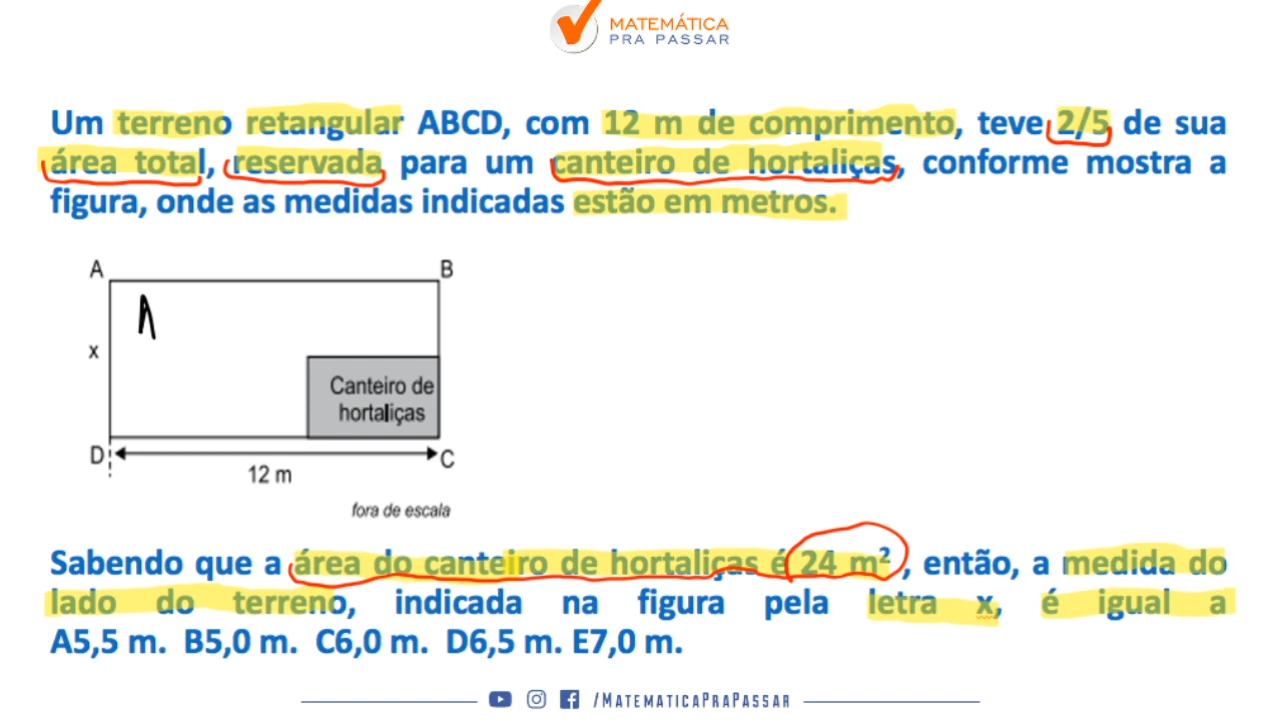 MATEMÁTICA
PRA PASSAR
Um terreno retangular ABCD, com 12 m de comprimento, teve 2/5 de sua
área total, reservada para um canteiro de hortaliças, conforme mostra a
figura, onde as medidas indicadas estão em metros.
A
B
x
Canteiro de
hortaliças
D
C
12 m
fora de escala
Sabendo que a área do canteiro de hortaliças é 24 m², então, a medida do
lado do terreno, indicada na figura pela letra x, é igual a
A5,5 m. B5,0 m. C6,0 m. D6,5 m. E7,0 m.
/MATEMATICAPRAPASSAR